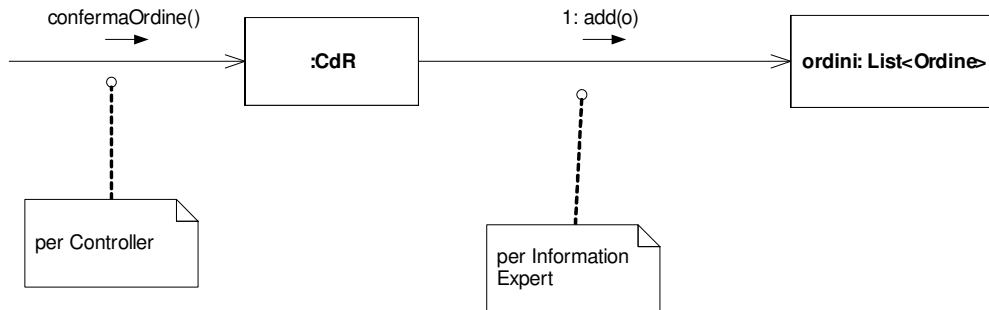 confermaOrdine()
1: add(o)
:CdR
ordini: List<Ordine>
per Controller
per Information
Expert